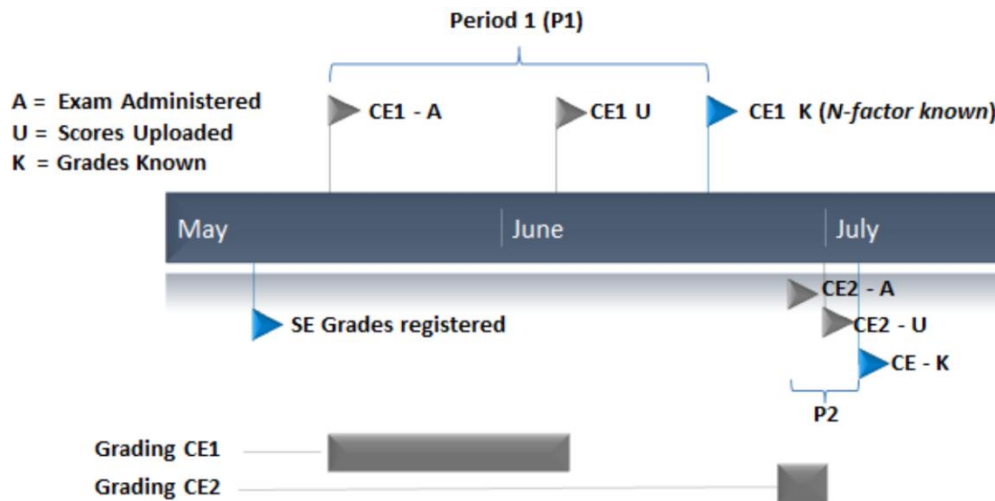 Period 1 (P1)
A = Exam Administered
U = Scores Uploaded
K = Grades Known
CE1 - A
CE1 U
CE1 K (N-factor known)
May
June
July
SE Grades registered
CE2 - A
CE2 - U
CE - K
P2
Grading CE1
Grading CE2